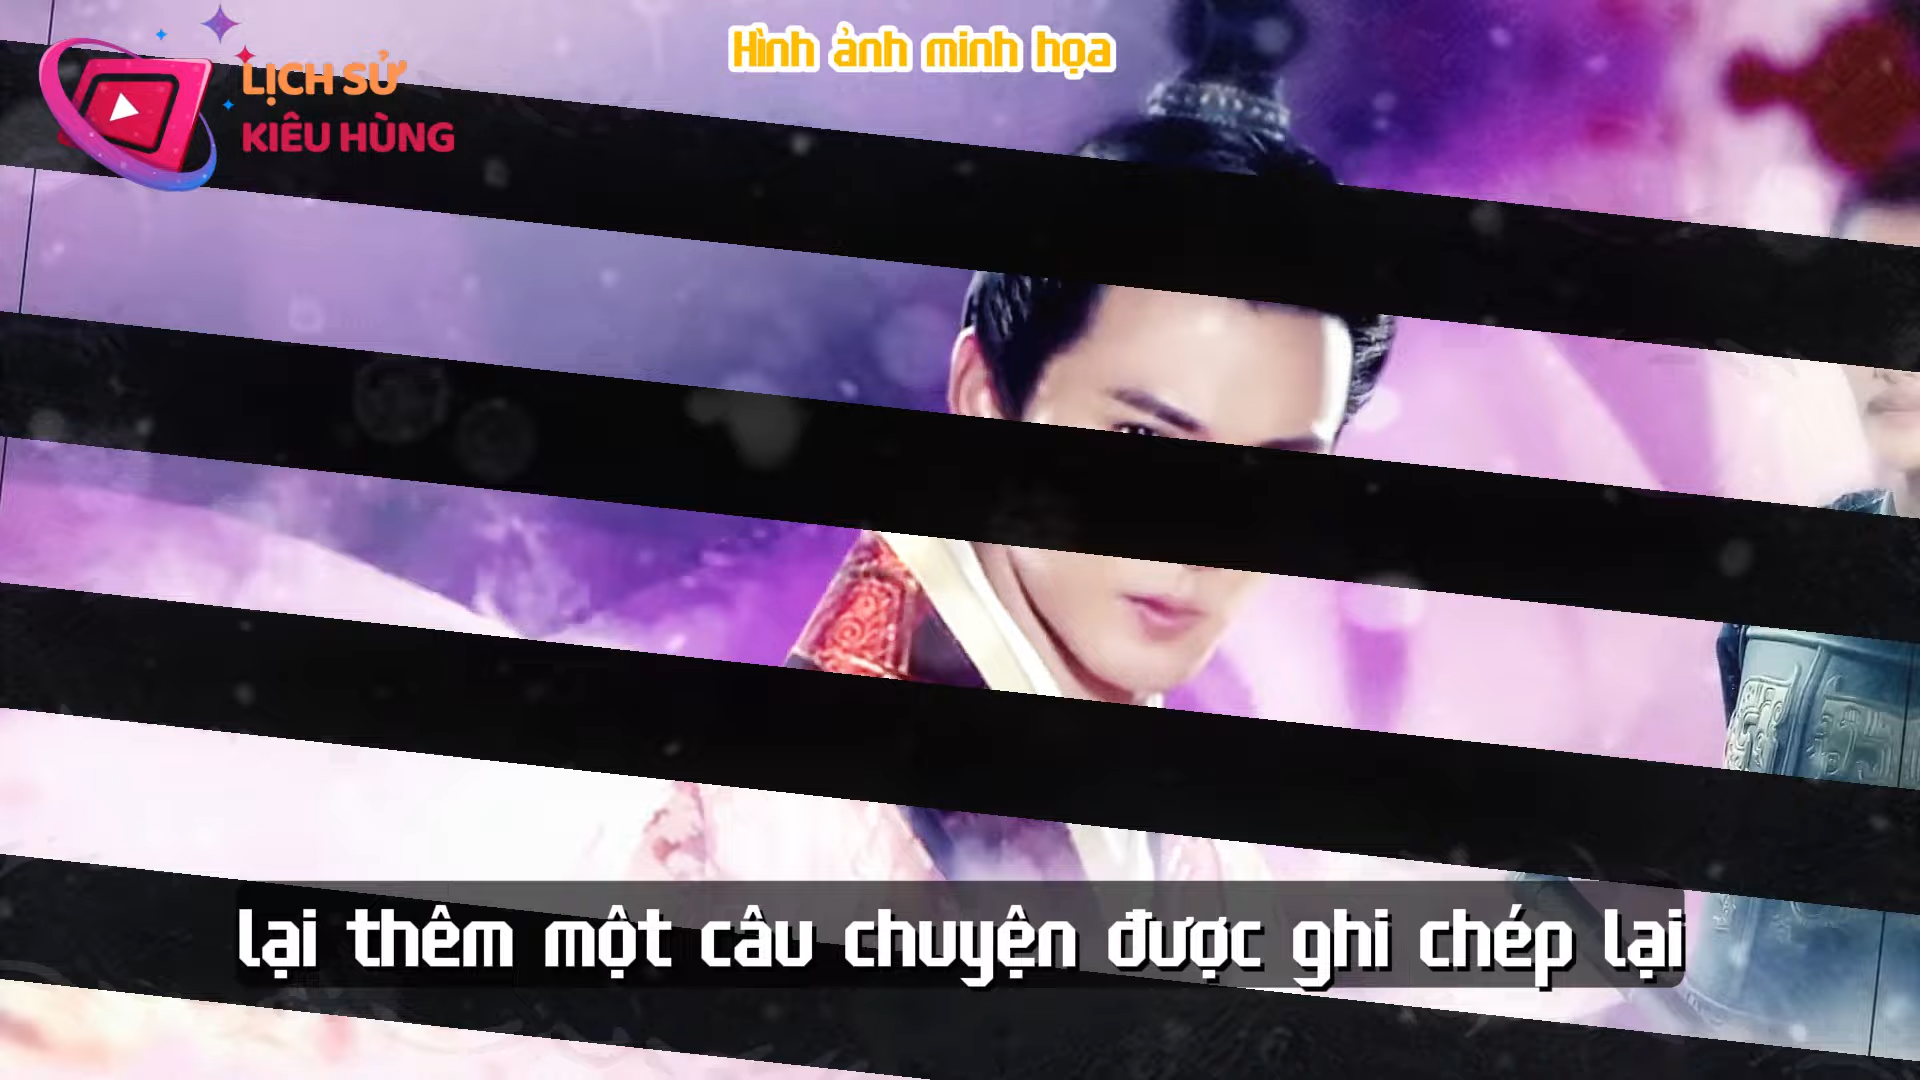 Hình ảnh minh họa
LỊCH SỬ
KIÊU HÙNG
lại thêm một câu chuyện được ghi chép lại